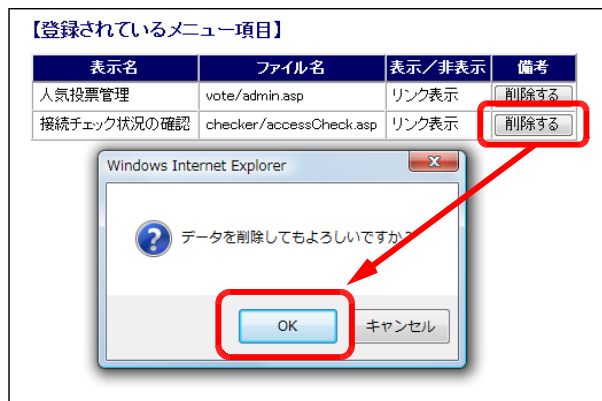 【登録されているメニュー項目】
表示名 ファイル名 表示／非表示 備考
人気投票管理 vote/admin.asp リンク表示 削除する
接続チェック状況の確認 checker/accessCheck.asp リンク表示 削除する
Windows Internet Explorer
データを削除してもよろしいですか?
OK キャンセル